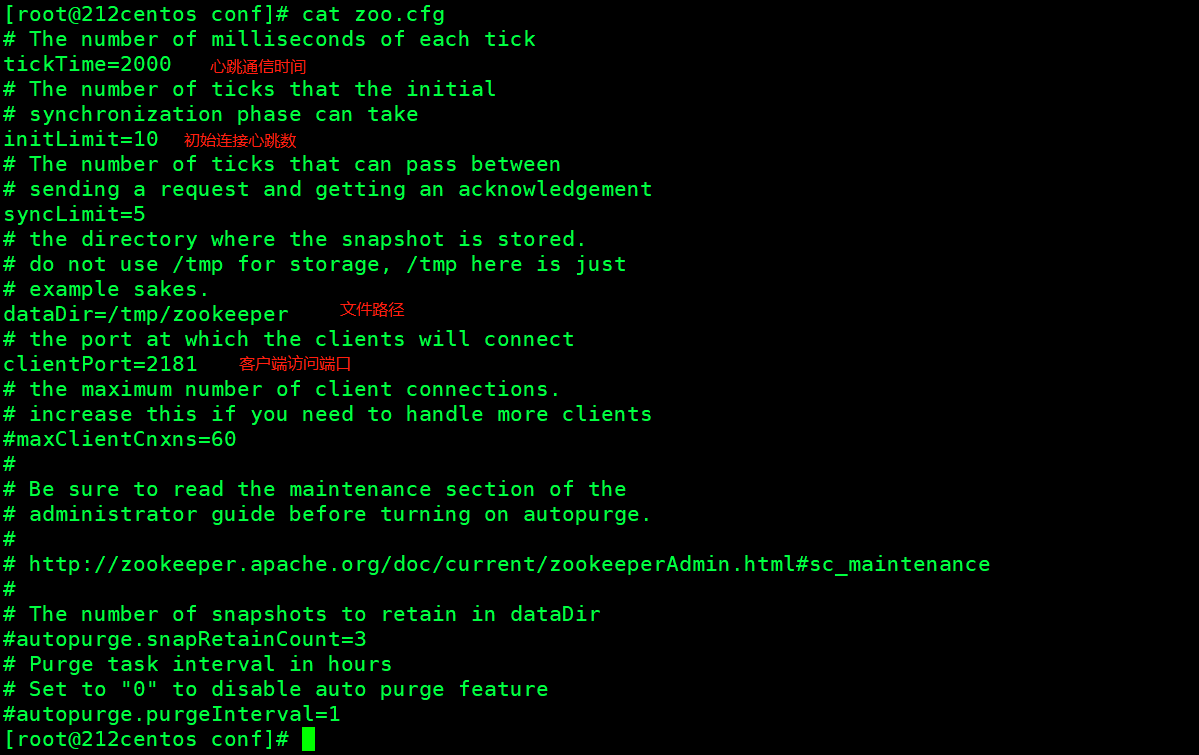 [root@212centos conf]# cat zoo.cfg
# The number of milliseconds of each tick
tickTime=2000 心跳通信时间
# The number of ticks that the initial
# synchronization phase can take
initLimit=10 初始连接心跳数
# The number of ticks that can pass between
# sending a request and getting an acknowledgement
syncLimit=5
# the directory where the snapshot is stored.
# do not use /tmp for storage, /tmp here is just
# example sakes.
dataDir=/tmp/zookeeper 文件路径
# the port at which the clients will connect
clientPort=2181 客户端访问端口
# the maximum number of client connections.
# increase this if you need to handle more clients
#maxClientCnxns=60
#
# Be sure to read the maintenance section of the
# administrator guide before turning on autopurge.
#
# http://zookeeper.apache.org/doc/current/zookeeperAdmin.html#sc_maintenance
#
# The number of snapshots to retain in dataDir
#autopurge.snapRetainCount=3
# Purge task interval in hours
# Set to "0" to disable auto purge feature
#autopurge.purgeInterval=1
[root@212centos conf]#